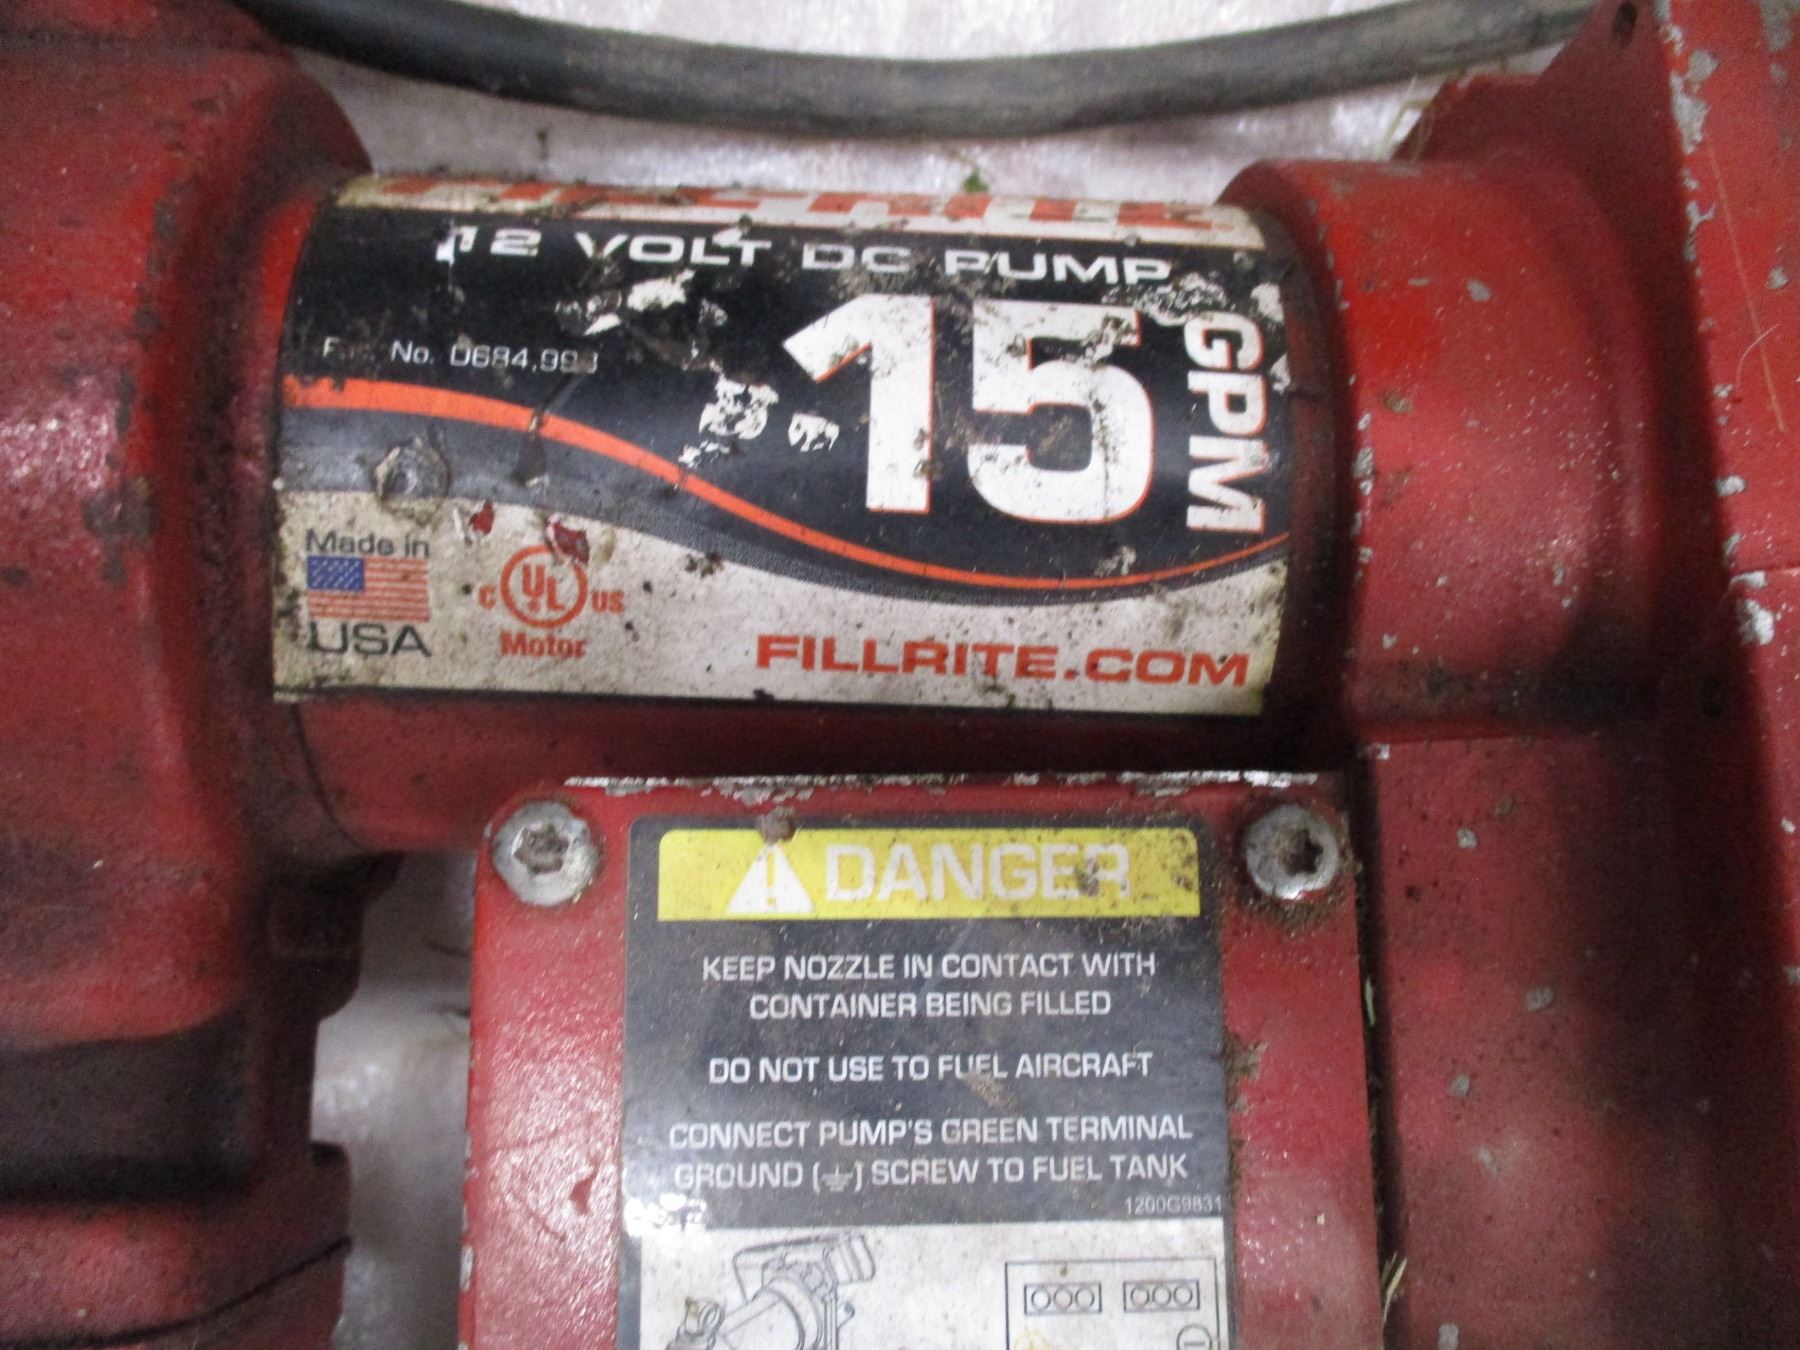 12 VOLT DC PUMP
No.
15
GPM
Made in
USA
C UL US
Motor
FILLRITE.COM
DANGER
KEEP NOZZLE IN CONTACT WITH
CONTAINER BEING FILLED
DO NOT USE TO FUEL AIRCRAFT
CONNECT PUMP'S GREEN TERMINAL
GROUND (⏚) SCREW TO FUEL TANK
1200G9831